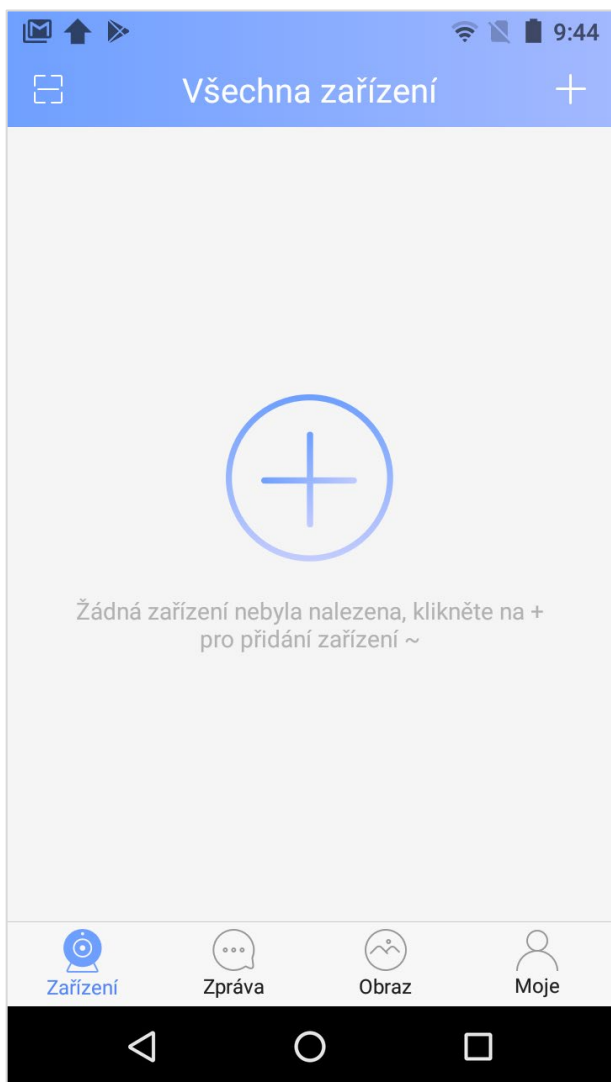 9:44
Všechna zařízení
Žádná zařízení nebyla nalezena, klikněte na +
pro přidání zařízení ~
Zařízení
Zpráva
Obraz
Moje